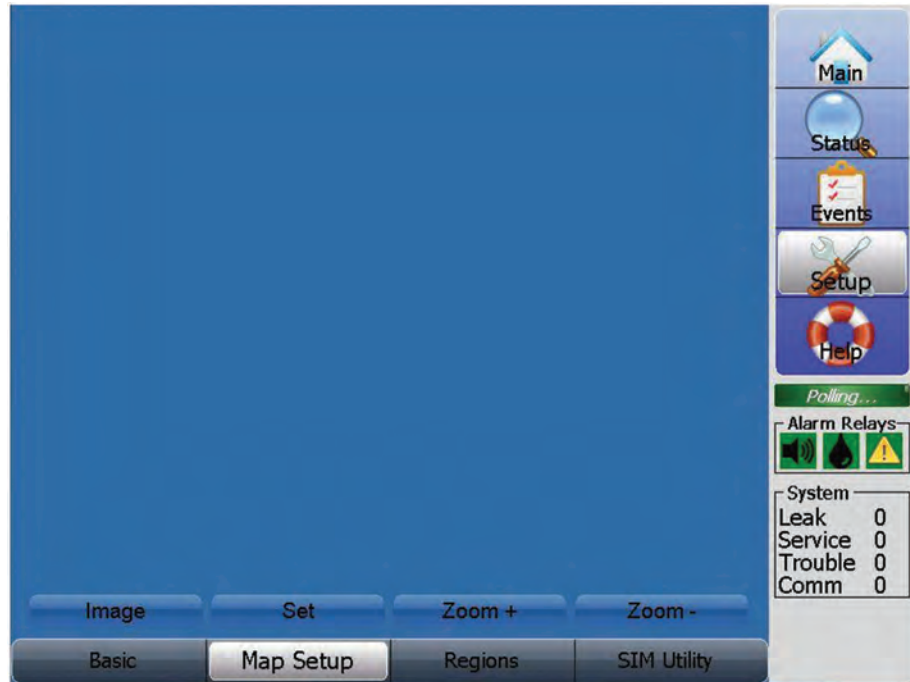 Main
Status
Events
Setup
Help
Polling...
Alarm Relays
System
Leak 0
Service 0
Trouble 0
Comm 0
Image Set Zoom + Zoom -
Basic Map Setup Regions SIM Utility